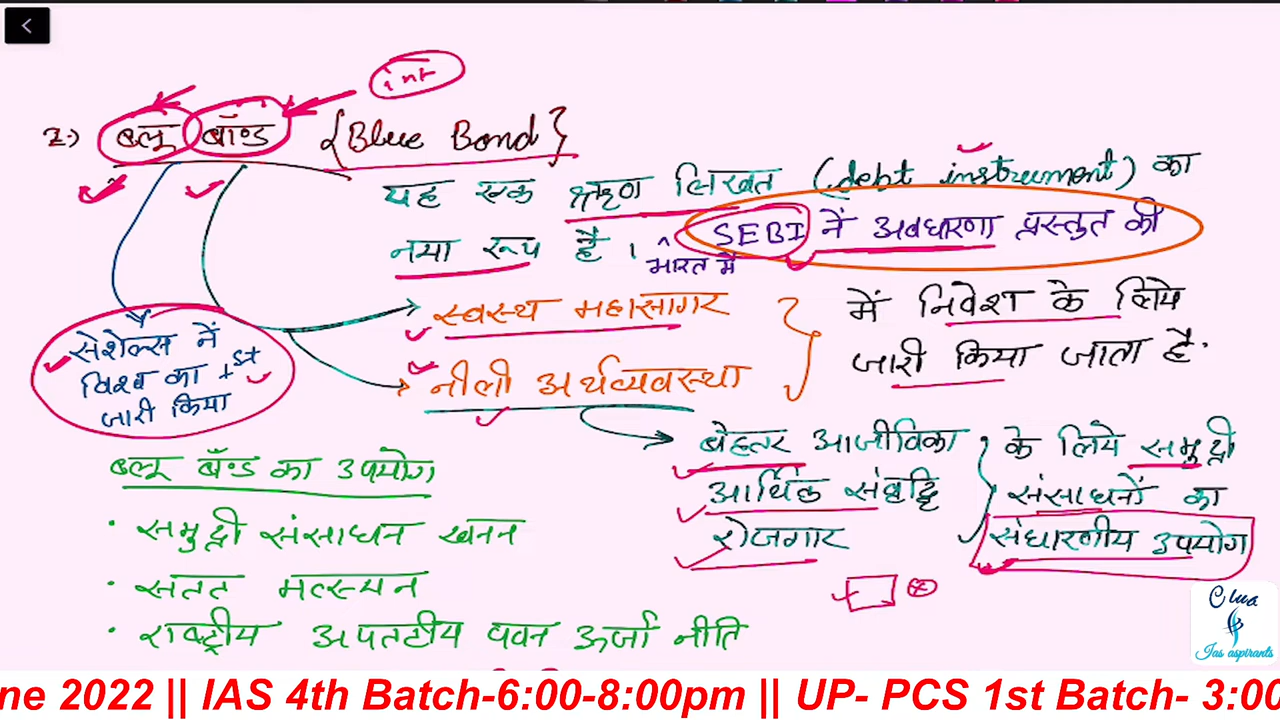 int
7.) ब्लू बॉण्ड {Blue Bond}
यह एक ऋण लिखत (debt instrument) का
नया रूप है ।
भारत में SEBI नें अवधारणा प्रस्तुत की
स्वस्थ महासागर
नीली अर्थव्यवस्था
में निवेश के लिये
जारी किया जाता है.
सेशेल्स नें
विश्व का 1st
जारी किया
बेहतर आजीविका
आर्थिक संवृद्धि
रोजगार
के लिये समुद्री
संसाधनों का
संधारणीय उपयोग
ब्लू बॉण्ड का उपयोग
· समुद्री संसाधन खनन
· सतत मत्स्यन
· राष्ट्रीय अपतटीय पवन ऊर्जा नीति
Ias aspirants
ne 2022 || IAS 4th Batch-6:00-8:00pm || UP- PCS 1st Batch- 3:00